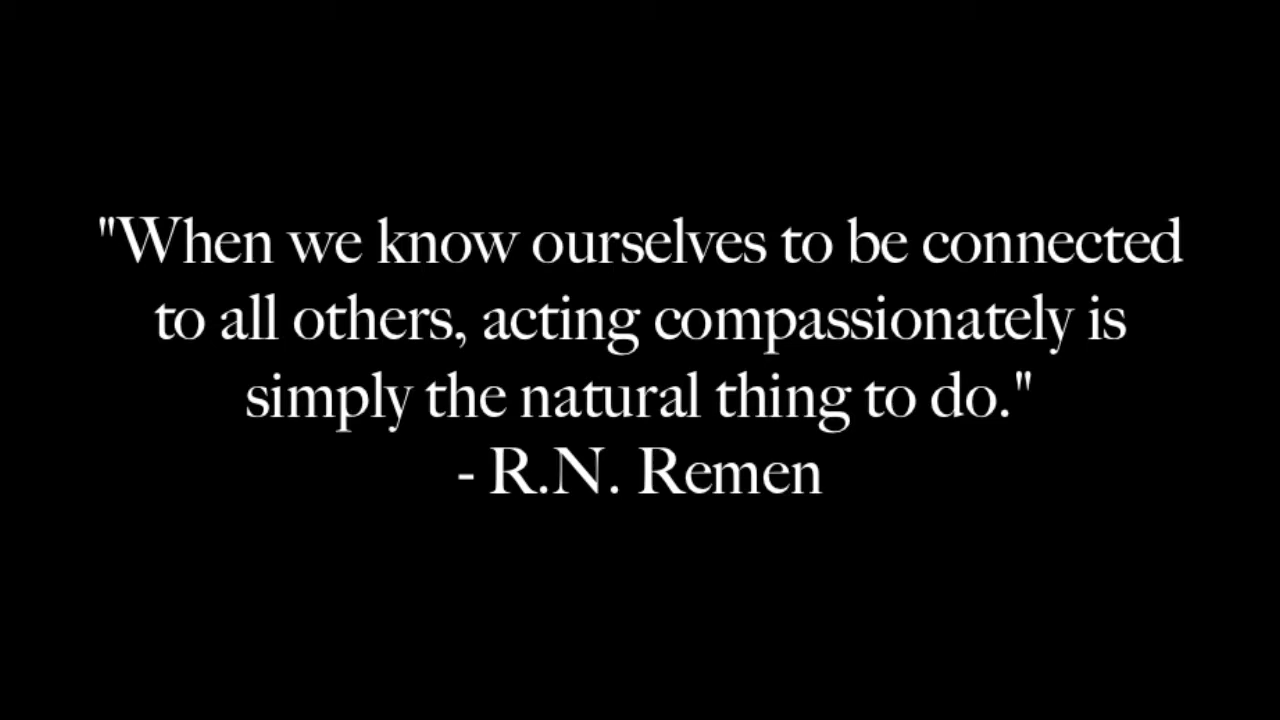 "When we know ourselves to be connected
to all others, acting compassionately is
simply the natural thing to do."
- R.N. Remen